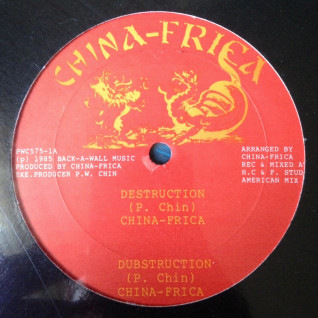 CHINA-FRICA
PWC575-1A
(p) 1985 BACK-A-WALL MUSIC
PRODUCED BY CHINA-FRICA
EXE.PRODUCER P.W. CHIN
ARRANGED BY
CHINA-FRICA
REC & MIXED A
H.C & F. STUD
AMERICAN MIX
DESTRUCTION
(P. Chin)
CHINA-FRICA
DUBSTRUCTION
(P. Chin)
CHINA-FRICA